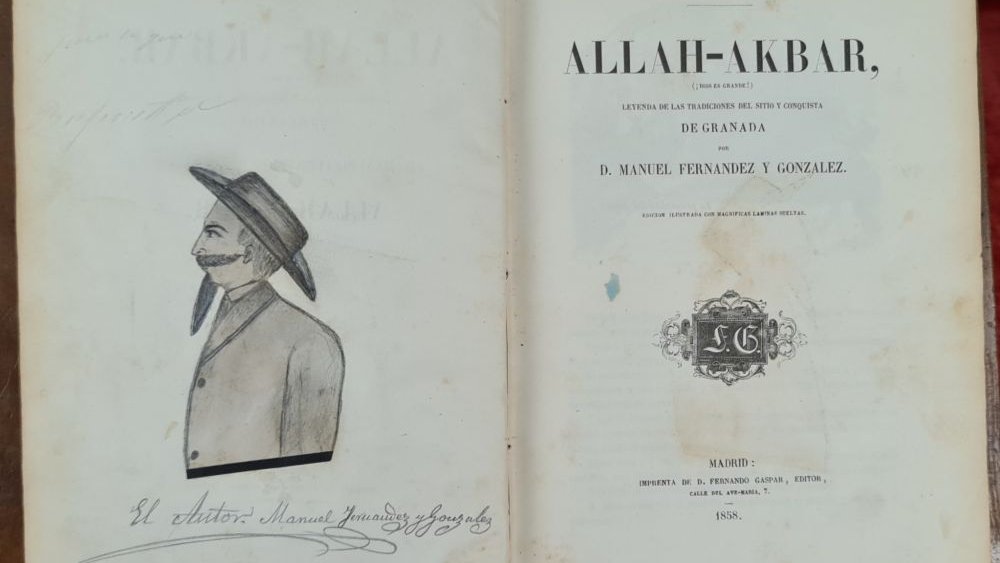 El Autor. Manuel Fernandez y Gonzalez
ALLAH-AKBAR,
(¡DIOS ES GRANDE!)
LEYENDA DE LAS TRADICIONES DEL SITIO Y CONQUISTA
DE GRANADA
POR
D. MANUEL FERNANDEZ Y GONZALEZ.
EDICION ILUSTRADA CON MAGNIFICAS LAMINAS SUELTAS.
F. G.
MADRID:
IMPRENTA DE D. FERNANDO GASPAR, EDITOR,
CALLE DEL AVE-MARIA, 7.
1858.